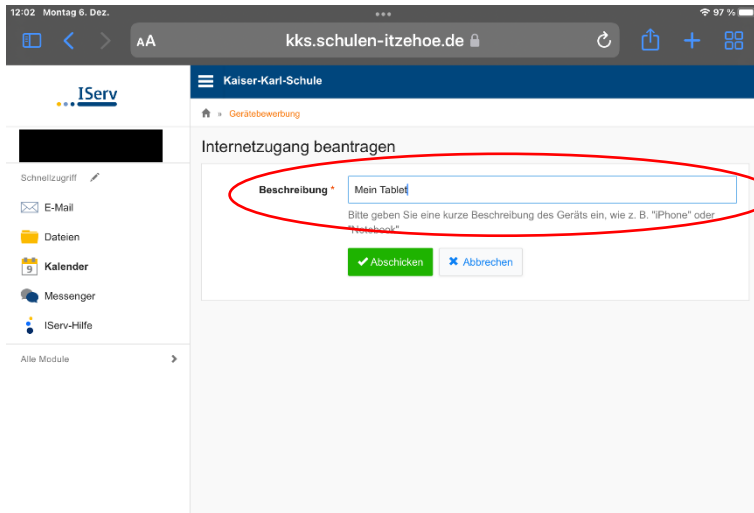 12:02 Montag 6. Dez.
97 %
AA
kks.schulen-itzehoe.de
IServ
Kaiser-Karl-Schule
» Gerätebewerbung
Internetzugang beantragen
Schnellzugriff
Beschreibung *
Mein Tablet
Bitte geben Sie eine kurze Beschreibung des Geräts ein, wie z. B. "iPhone" oder
"Notebook".
Abschicken
Abbrechen
E-Mail
Dateien
9
Kalender
Messenger
IServ-Hilfe
Alle Module